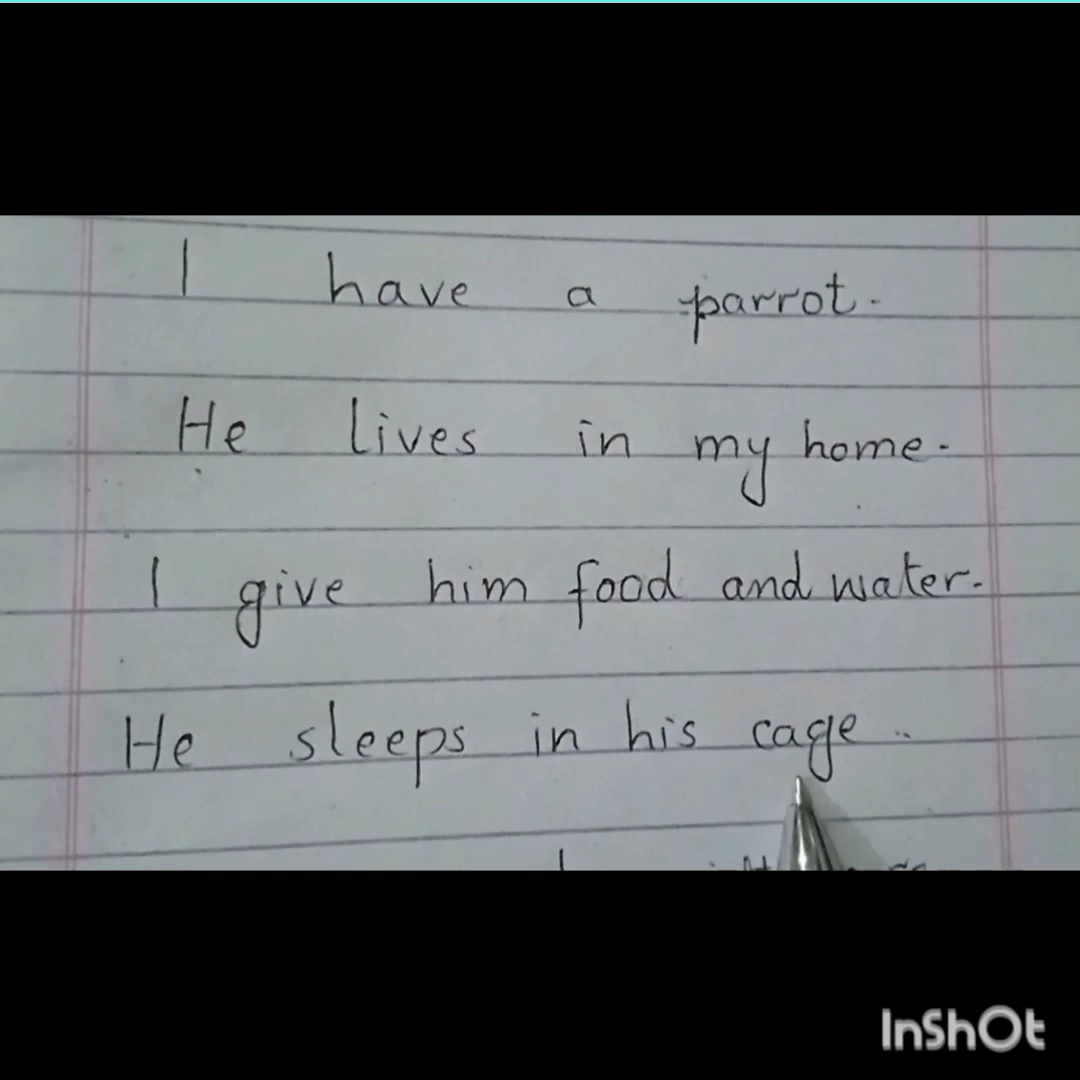 I have a parrot.
He lives in my home.
I give him food and water.
He sleeps in his cage..
InShOt